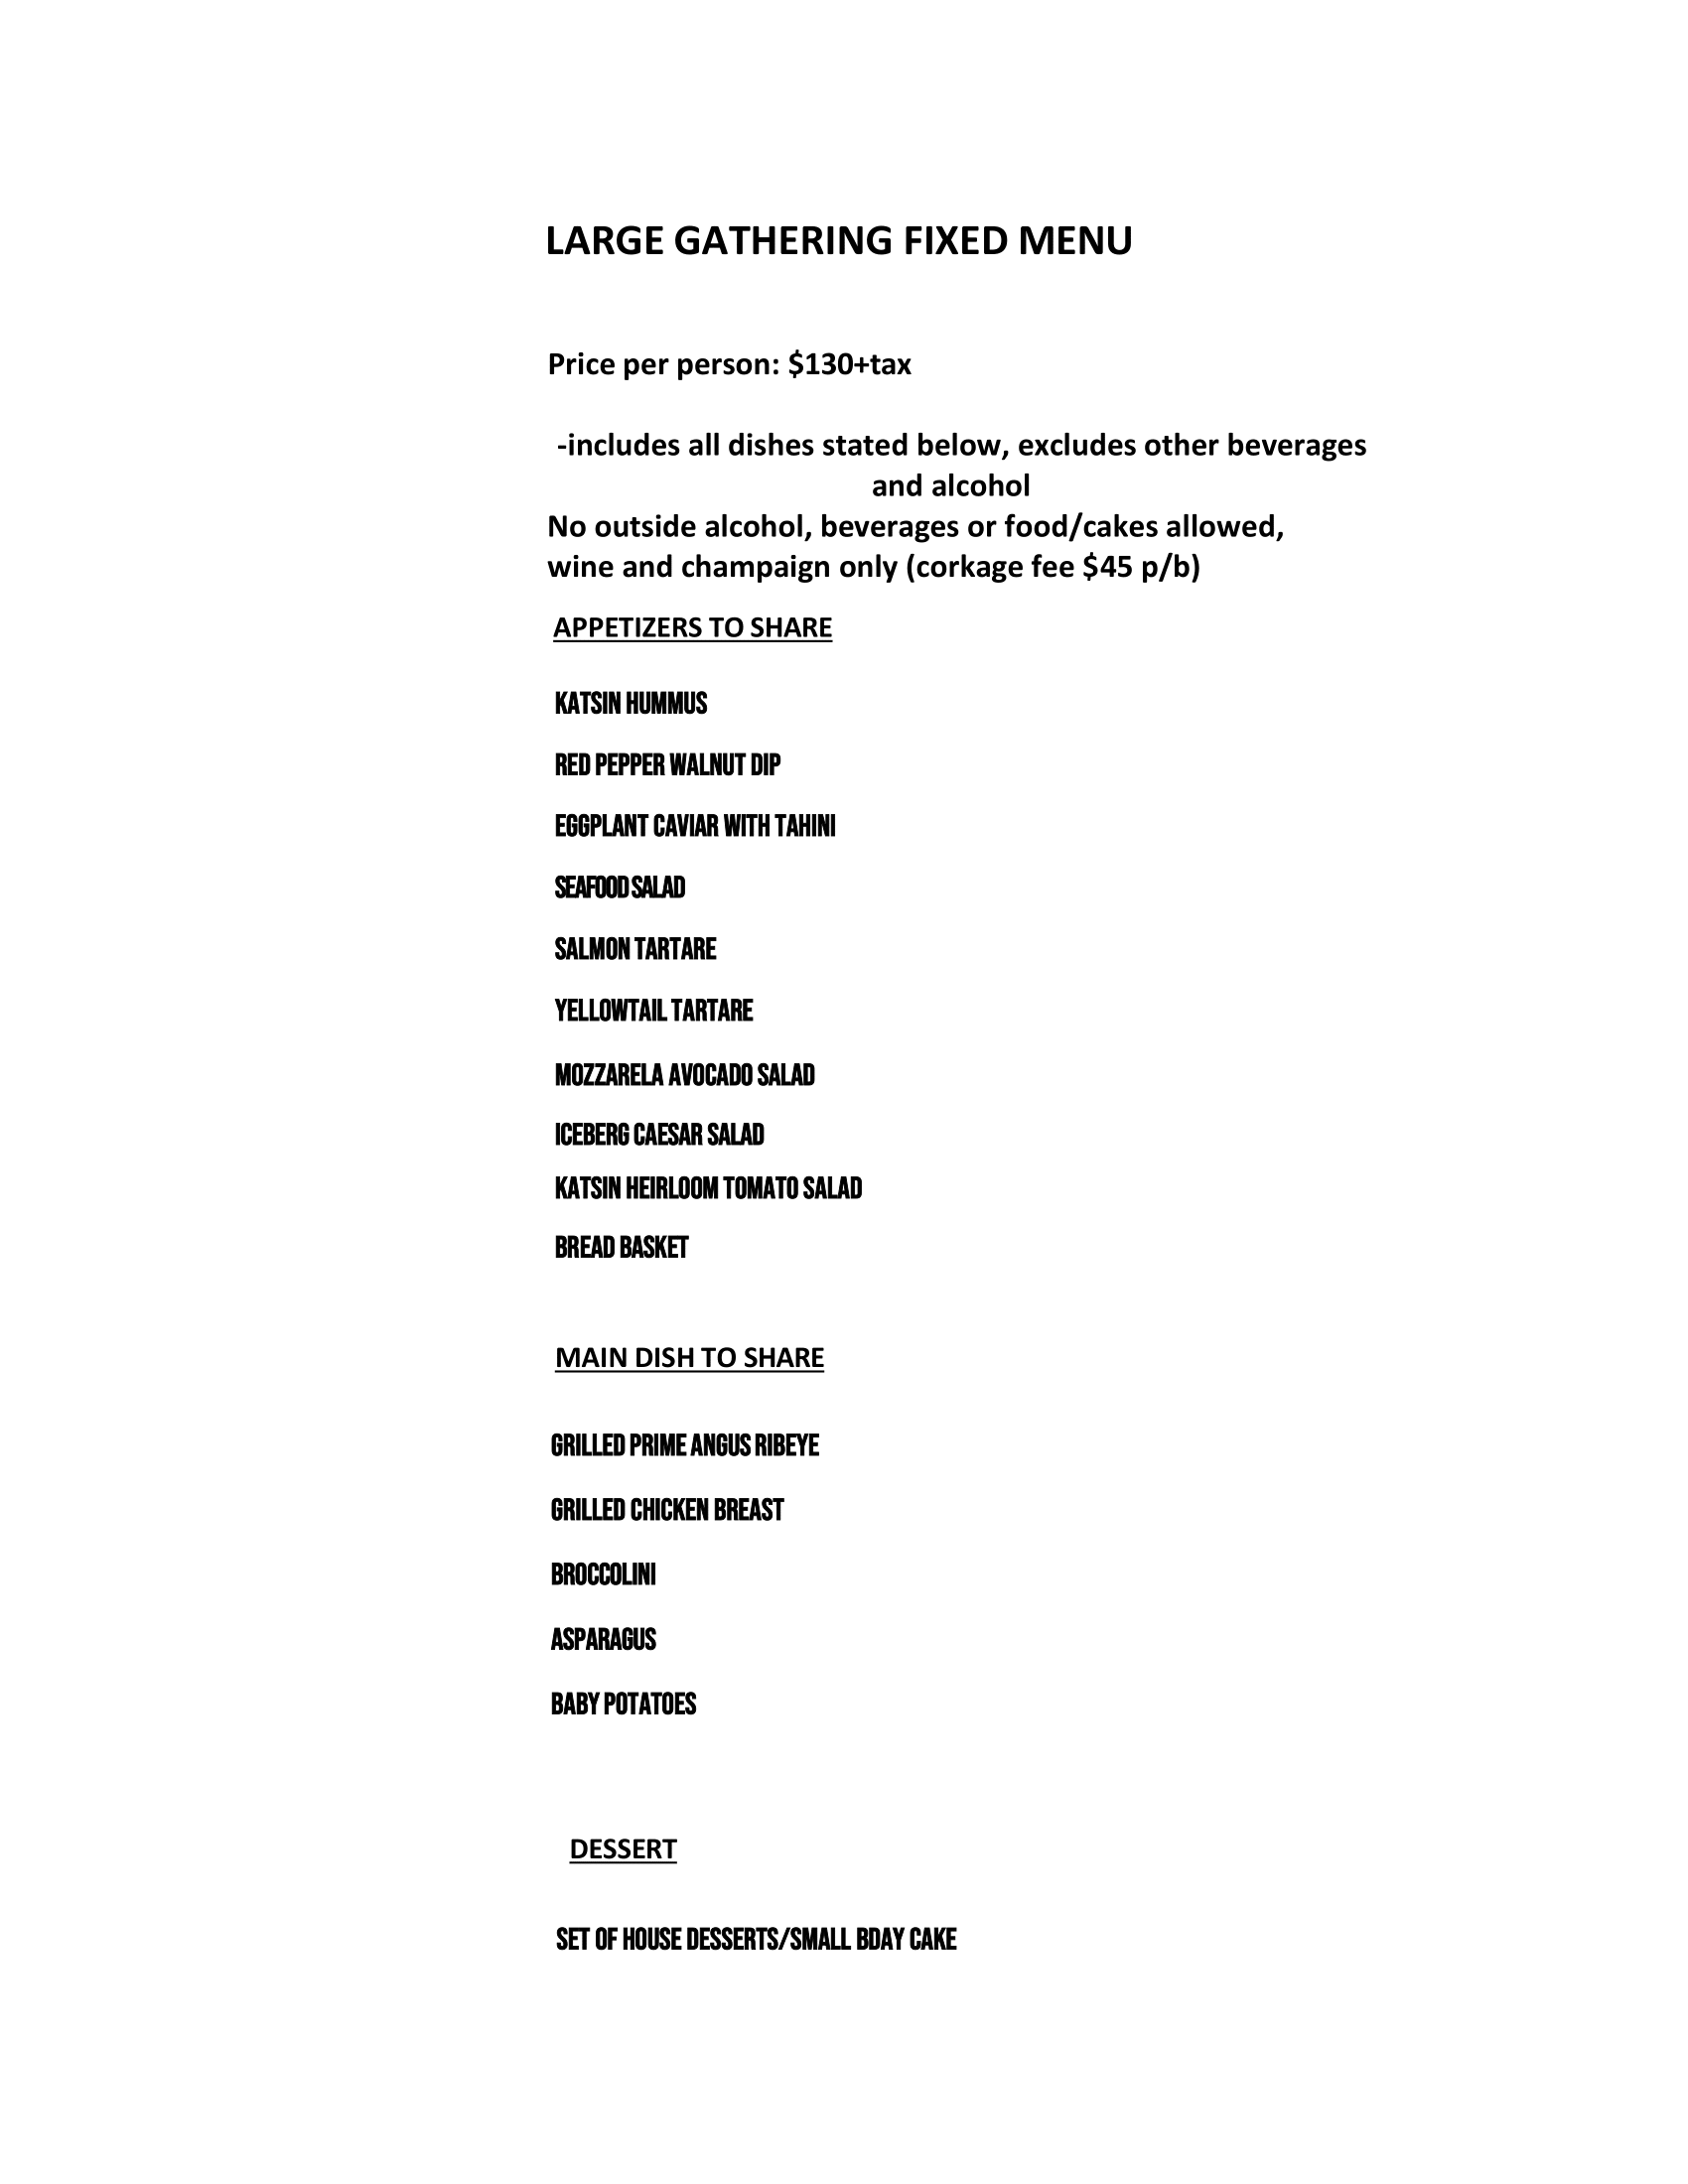 LARGE GATHERING FIXED MENU
Price per person: $130+tax
-includes all dishes stated below, excludes other beverages
and alcohol
No outside alcohol, beverages or food/cakes allowed,
wine and champaign only (corkage fee $45 p/b)
APPETIZERS TO SHARE
KATSIN HUMMUS
RED PEPPER WALNUT DIP
EGGPLANT CAVIAR WITH TAHINI
SEAFOOD SALAD
SALMON TARTARE
YELLOWTAIL TARTARE
MOZZARELA AVOCADO SALAD
ICEBERG CAESAR SALAD
KATSIN HEIRLOOM TOMATO SALAD
BREAD BASKET
MAIN DISH TO SHARE
GRILLED PRIME ANGUS RIBEYE
GRILLED CHICKEN BREAST
BROCCOLINI
ASPARAGUS
BABY POTATOES
DESSERT
SET OF HOUSE DESSERTS/SMALL BDAY CAKE